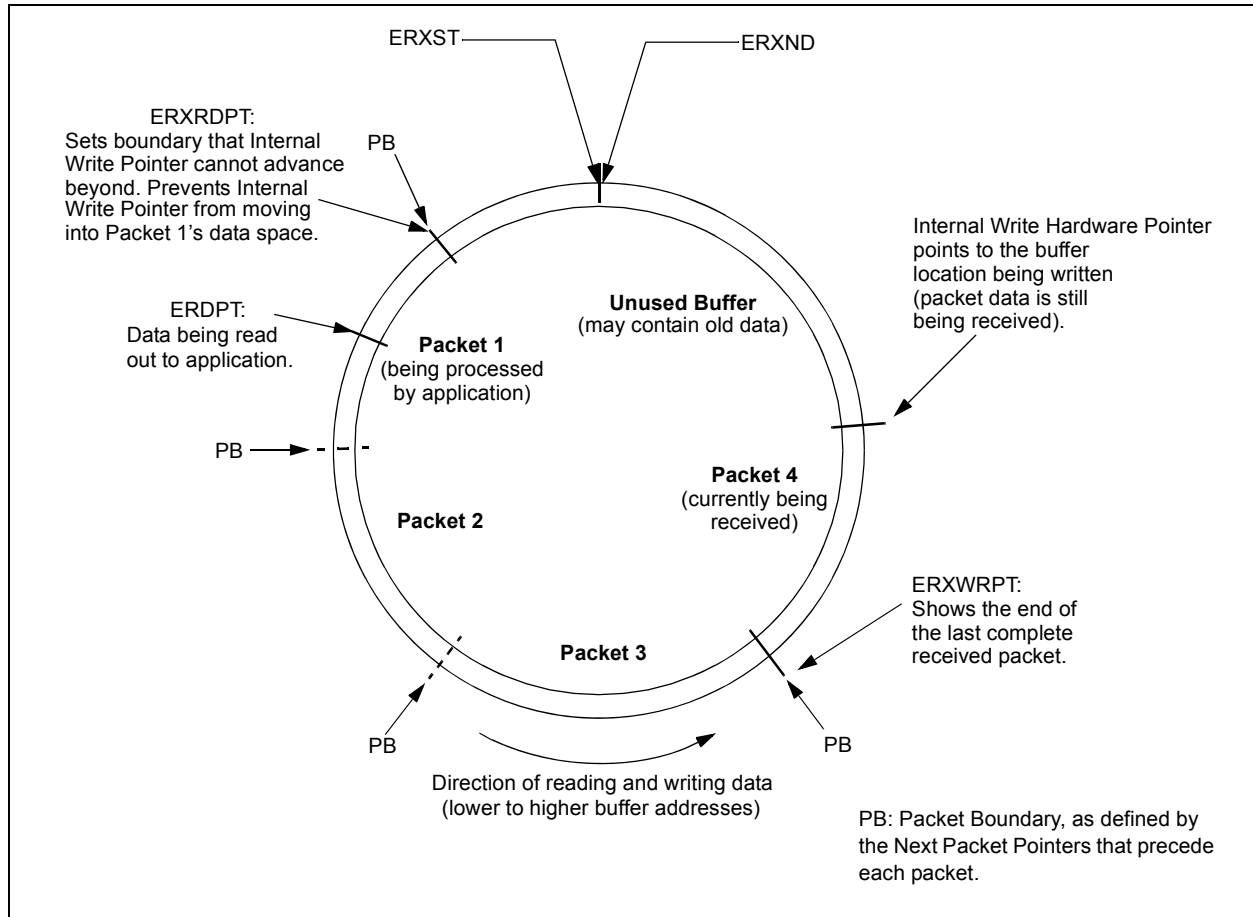 ERXST
ERXND
ERXRDPT:
Sets boundary that Internal
Write Pointer cannot advance
beyond. Prevents Internal
Write Pointer from moving
into Packet 1's data space.
PB
Internal Write Hardware Pointer
points to the buffer
location being written
(packet data is still
being received).
Unused Buffer
(may contain old data)
ERDPT:
Data being read
out to application.
Packet 1
(being processed
by application)
PB
Packet 4
(currently being
received)
Packet 2
ERXWRPT:
Shows the end of
the last complete
received packet.
Packet 3
PB
PB
Direction of reading and writing data
(lower to higher buffer addresses)
PB: Packet Boundary, as defined by
the Next Packet Pointers that precede
each packet.